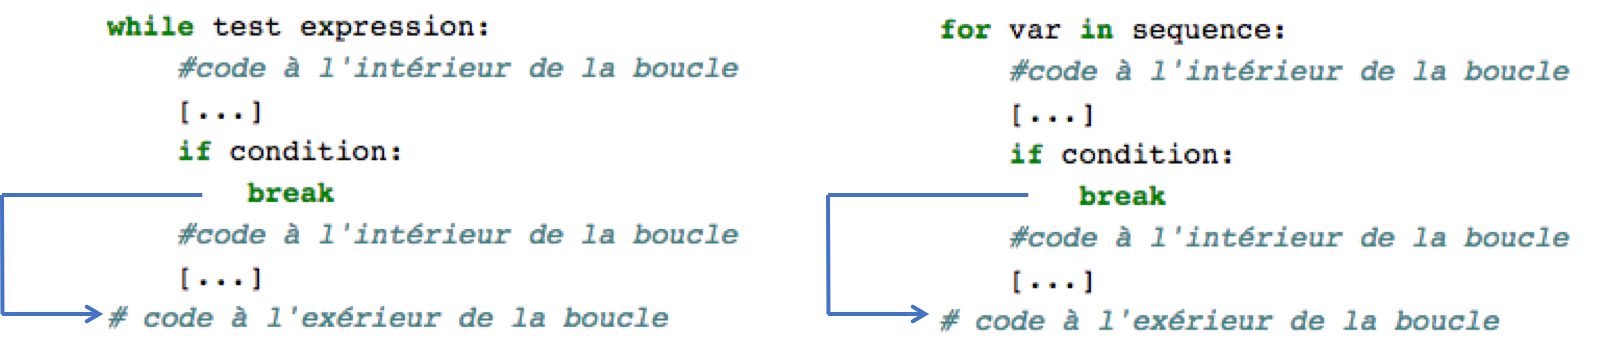 while test expression:
#code à l'intérieur de la boucle
[...]
if condition:
break
#code à l'intérieur de la boucle
[...]
# code à l'exérieur de la boucle
for var in sequence:
#code à l'intérieur de la boucle
[...]
if condition:
break
#code à l'intérieur de la boucle
[...]
# code à l'exérieur de la boucle